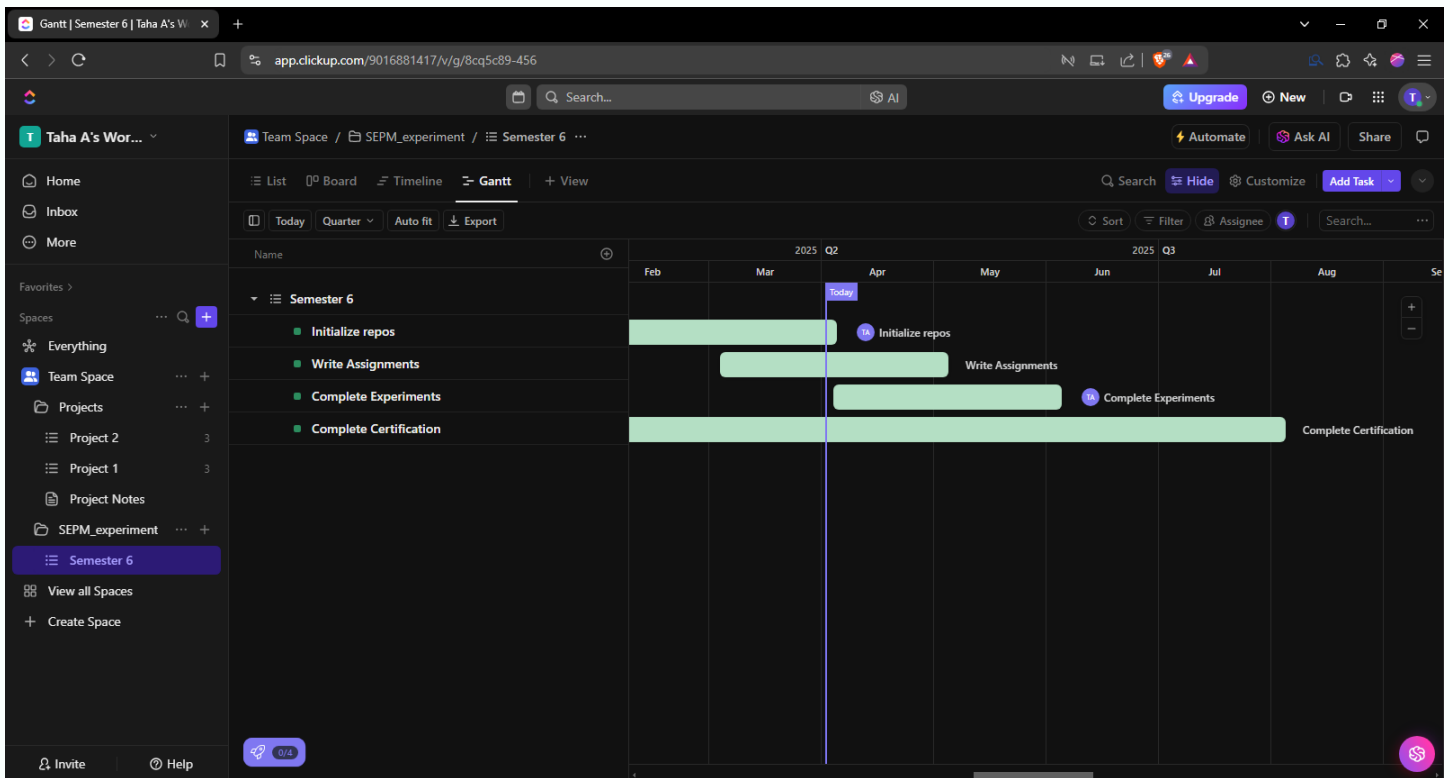 Gantt | Semester 6 | Taha A's W
app.clickup.com/9016881417/v/g/8cq5c89-456
26
Search...
AI
Upgrade
New
T
T Taha A's Wor...
Team Space / SEPM_experiment / Semester 6 ...
Automate
Ask AI
Share
Home
Inbox
More
List
Board
Timeline
Gantt
+ View
Search
Hide
Customize
Add Task
Today
Quarter
Auto fit
Export
Sort
Filter
Assignee
T
Search...
Favorites
Spaces
Everything
Team Space
Projects
Project 2 3
Project 1 3
Project Notes
SEPM_experiment
Semester 6
View all Spaces
+ Create Space
Invite
Help
Name
2025 Q2
2025 Q3
Feb Mar Apr May Jun Jul Aug Se
Today
Semester 6
Initialize repos
TA Initialize repos
Write Assignments
Write Assignments
Complete Experiments
TA Complete Experiments
Complete Certification
Complete Certification
0/4